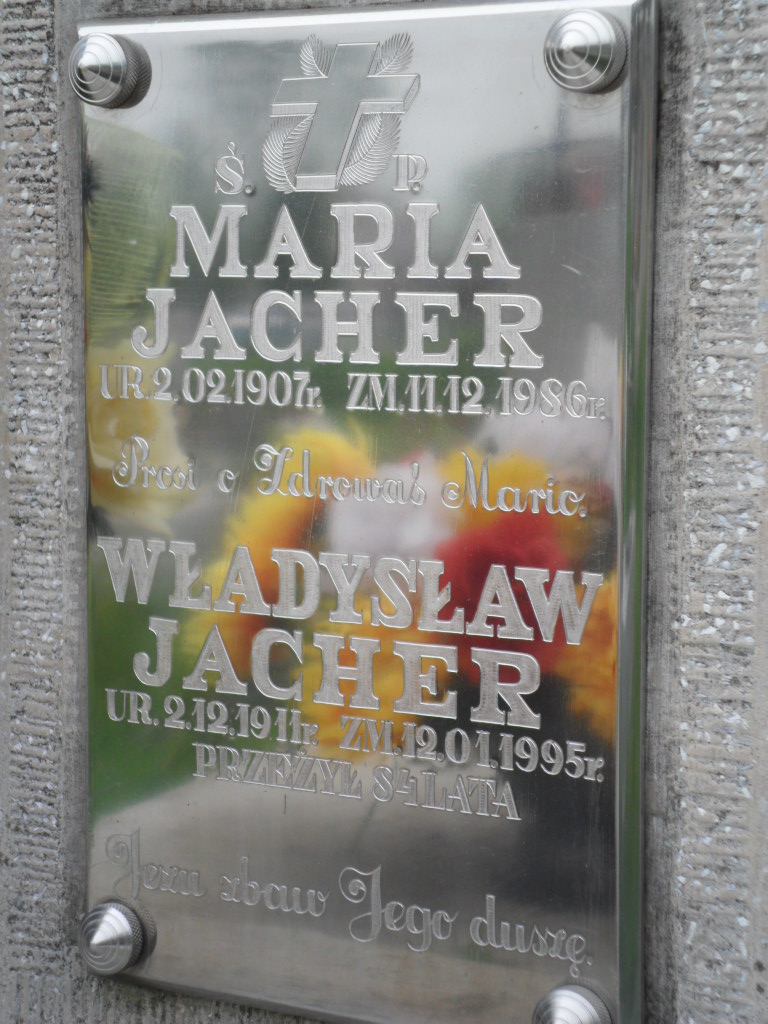 Ś. P.
MARIA
JACHER
UR. 2.02.1907r. ZM. 11.12.1986r.
Prosi o Zdrowaś Mario.
WŁADYSŁAW
JACHER
UR. 2.12.1911r. ZM. 12.01.1995r.
PRZEŻYŁ 84 LATA
Jezu zbaw Jego duszę.